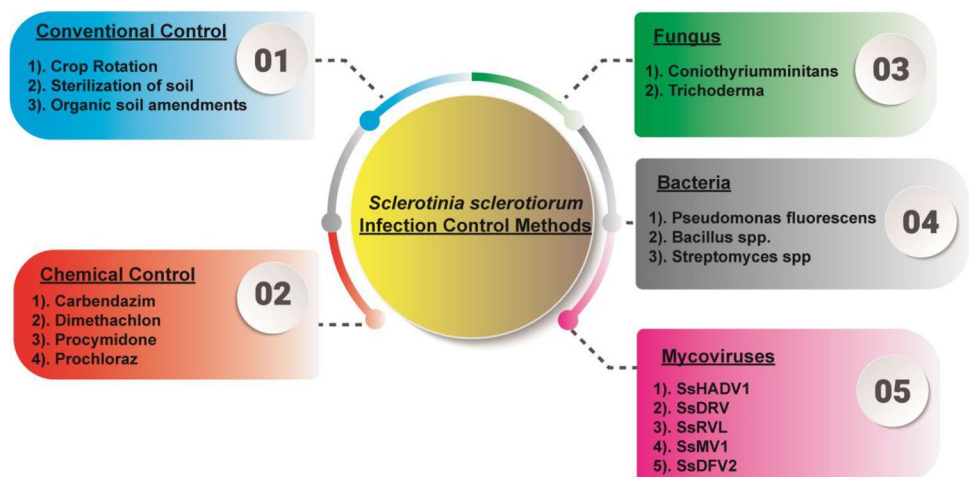 Conventional Control
01
1). Crop Rotation
2). Sterilization of soil
3). Organic soil amendments
Chemical Control
02
1). Carbendazim
2). Dimethachlon
3). Procymidone
4). Prochloraz
Sclerotinia sclerotiorum
Infection Control Methods
Fungus
03
1). Coniothyriumminitans
2). Trichoderma
Bacteria
04
1). Pseudomonas fluorescens
2). Bacillus spp.
3). Streptomyces spp
Mycoviruses
05
1). SsHADV1
2). SsDRV
3). SsRVL
4). SsMV1
5). SsDFV2